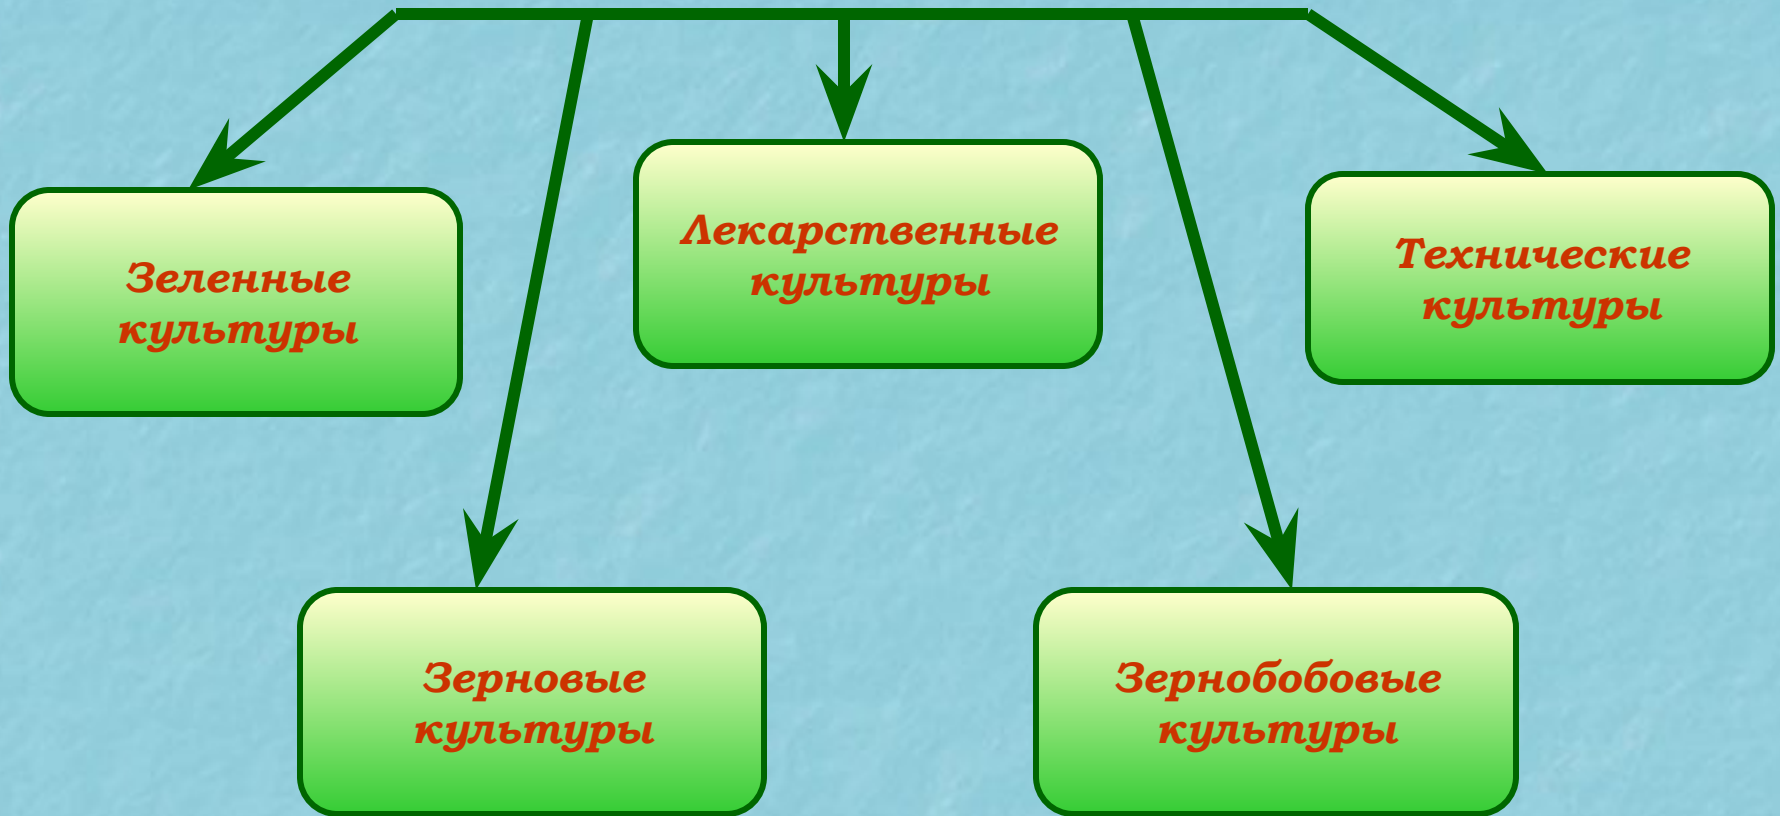 Зеленные
культуры
Лекарственные
культуры
Технические
культуры
Зерновые
культуры
Зернобобовые
культуры